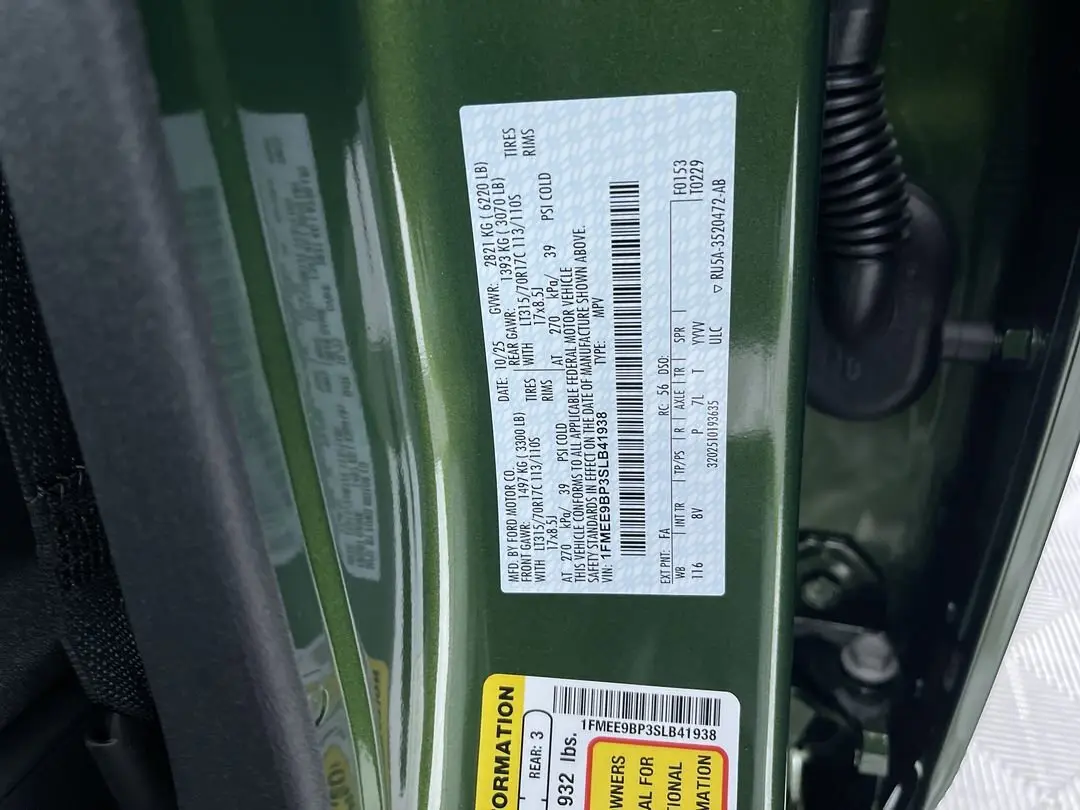 MFD. BY FORD MOTOR CO.
DATE: 10/25 GVWR: 2821 KG ( 6220 LB)
FRONT GAWR: 1497 KG ( 3300 LB)
REAR GAWR: 1393 KG ( 3070 LB)
WITH LT315/70R17C 113/110S TIRES
WITH LT315/70R17C 113/110S TIRES
17x8.5J RIMS
17x8.5J RIMS
AT 270 kPa/ 39 PSI COLD
AT 270 kPa/ 39 PSI COLD
THIS VEHICLE CONFORMS TO ALL APPLICABLE FEDERAL MOTOR VEHICLE
SAFETY STANDARDS IN EFFECT ON THE DATE OF MANUFACTURE SHOWN ABOVE.
VIN: 1FMEE9BP3SLB41938 TYPE: MPV
EXT PNT: FA RC: 56 DSO: F0153
WB INT TR TP/PS R AXLE TR SPR T0229
116 8V P 7L T YYVV
3202510193635 ULC ▽ RU5A-3520472-AB
ORMATION
REAR: 3
932 lbs.
1FMEE9BP3SLB41938
OWNERS
AL FOR
TIONAL
RMATION